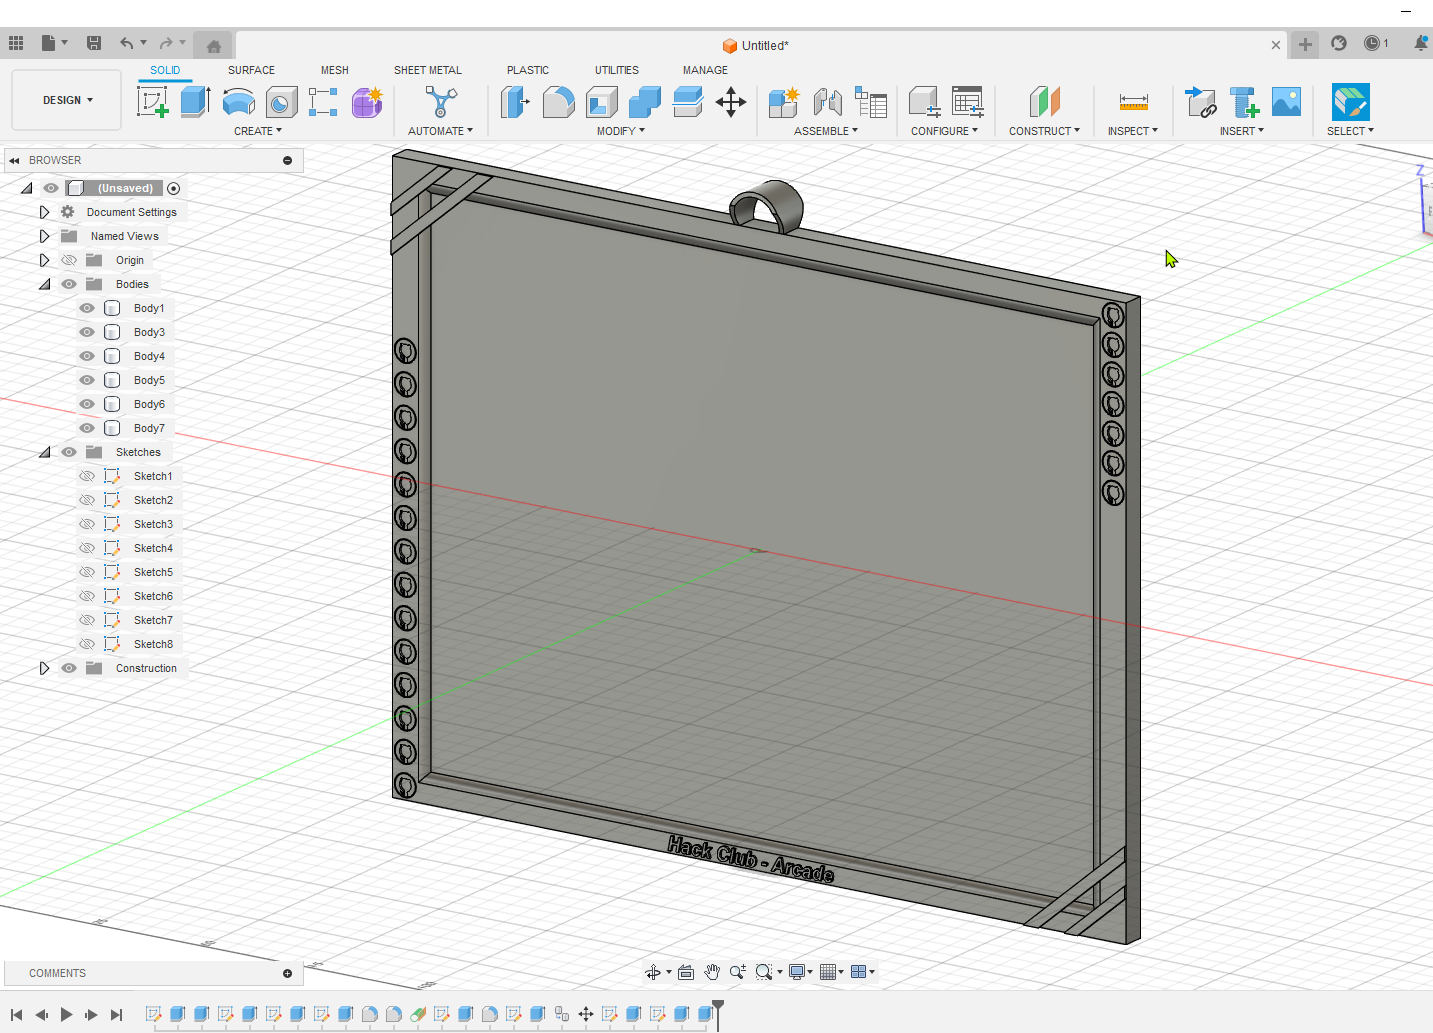 Untitled*
1
DESIGN
SOLID
SURFACE
MESH
SHEET METAL
PLASTIC
UTILITIES
MANAGE
CREATE
AUTOMATE
MODIFY
ASSEMBLE
CONFIGURE
CONSTRUCT
INSPECT
INSERT
SELECT
BROWSER
(Unsaved)
Document Settings
Named Views
Origin
Bodies
Body1
Body3
Body4
Body5
Body6
Body7
Sketches
Sketch1
Sketch2
Sketch3
Sketch4
Sketch5
Sketch6
Sketch7
Sketch8
Construction
Z
Hack Club - Arcade
COMMENTS